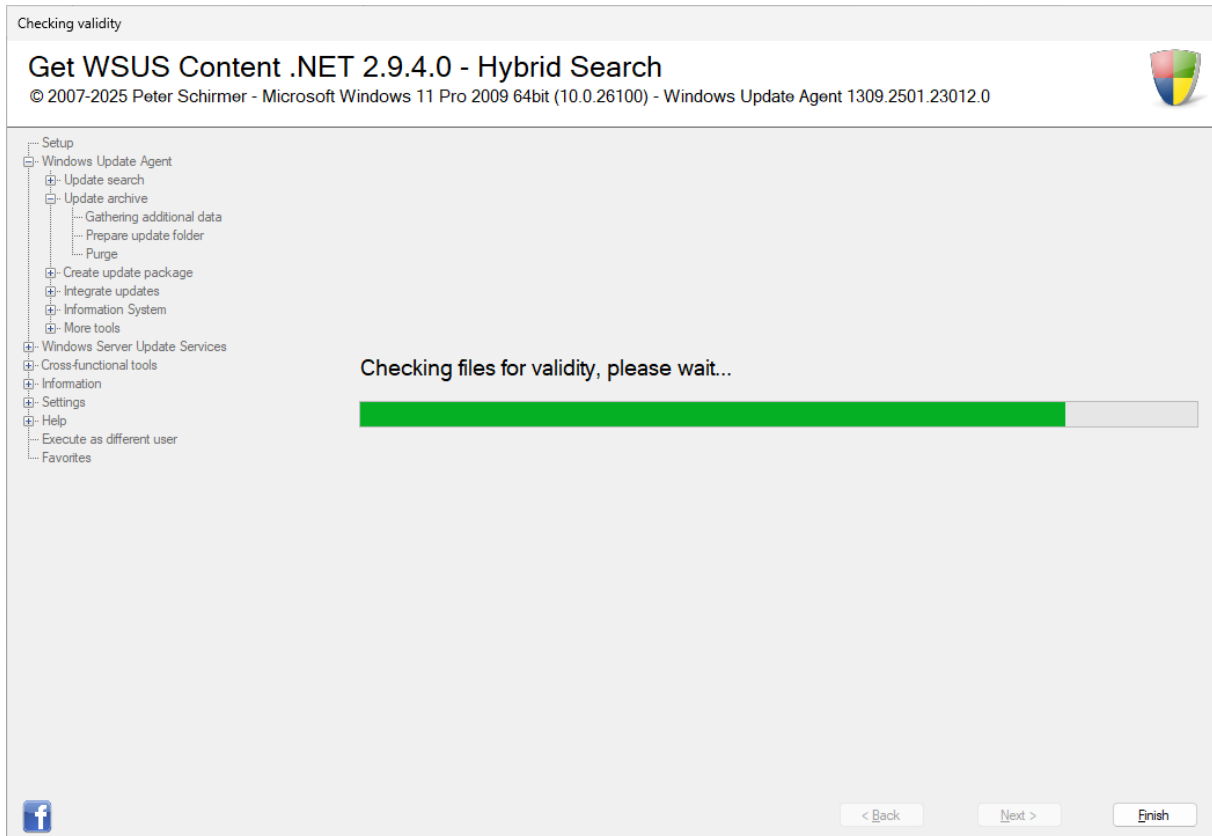 Checking validity
Get WSUS Content .NET 2.9.4.0 - Hybrid Search
© 2007-2025 Peter Schirmer - Microsoft Windows 11 Pro 2009 64bit (10.0.26100) - Windows Update Agent 1309.2501.23012.0
Setup
Windows Update Agent
Update search
Update archive
Gathering additional data
Prepare update folder
Purge
Create update package
Integrate updates
Information System
More tools
Windows Server Update Services
Cross-functional tools
Information
Settings
Help
Execute as different user
Favorites
Checking files for validity, please wait...
f
< Back
Next >
Finish